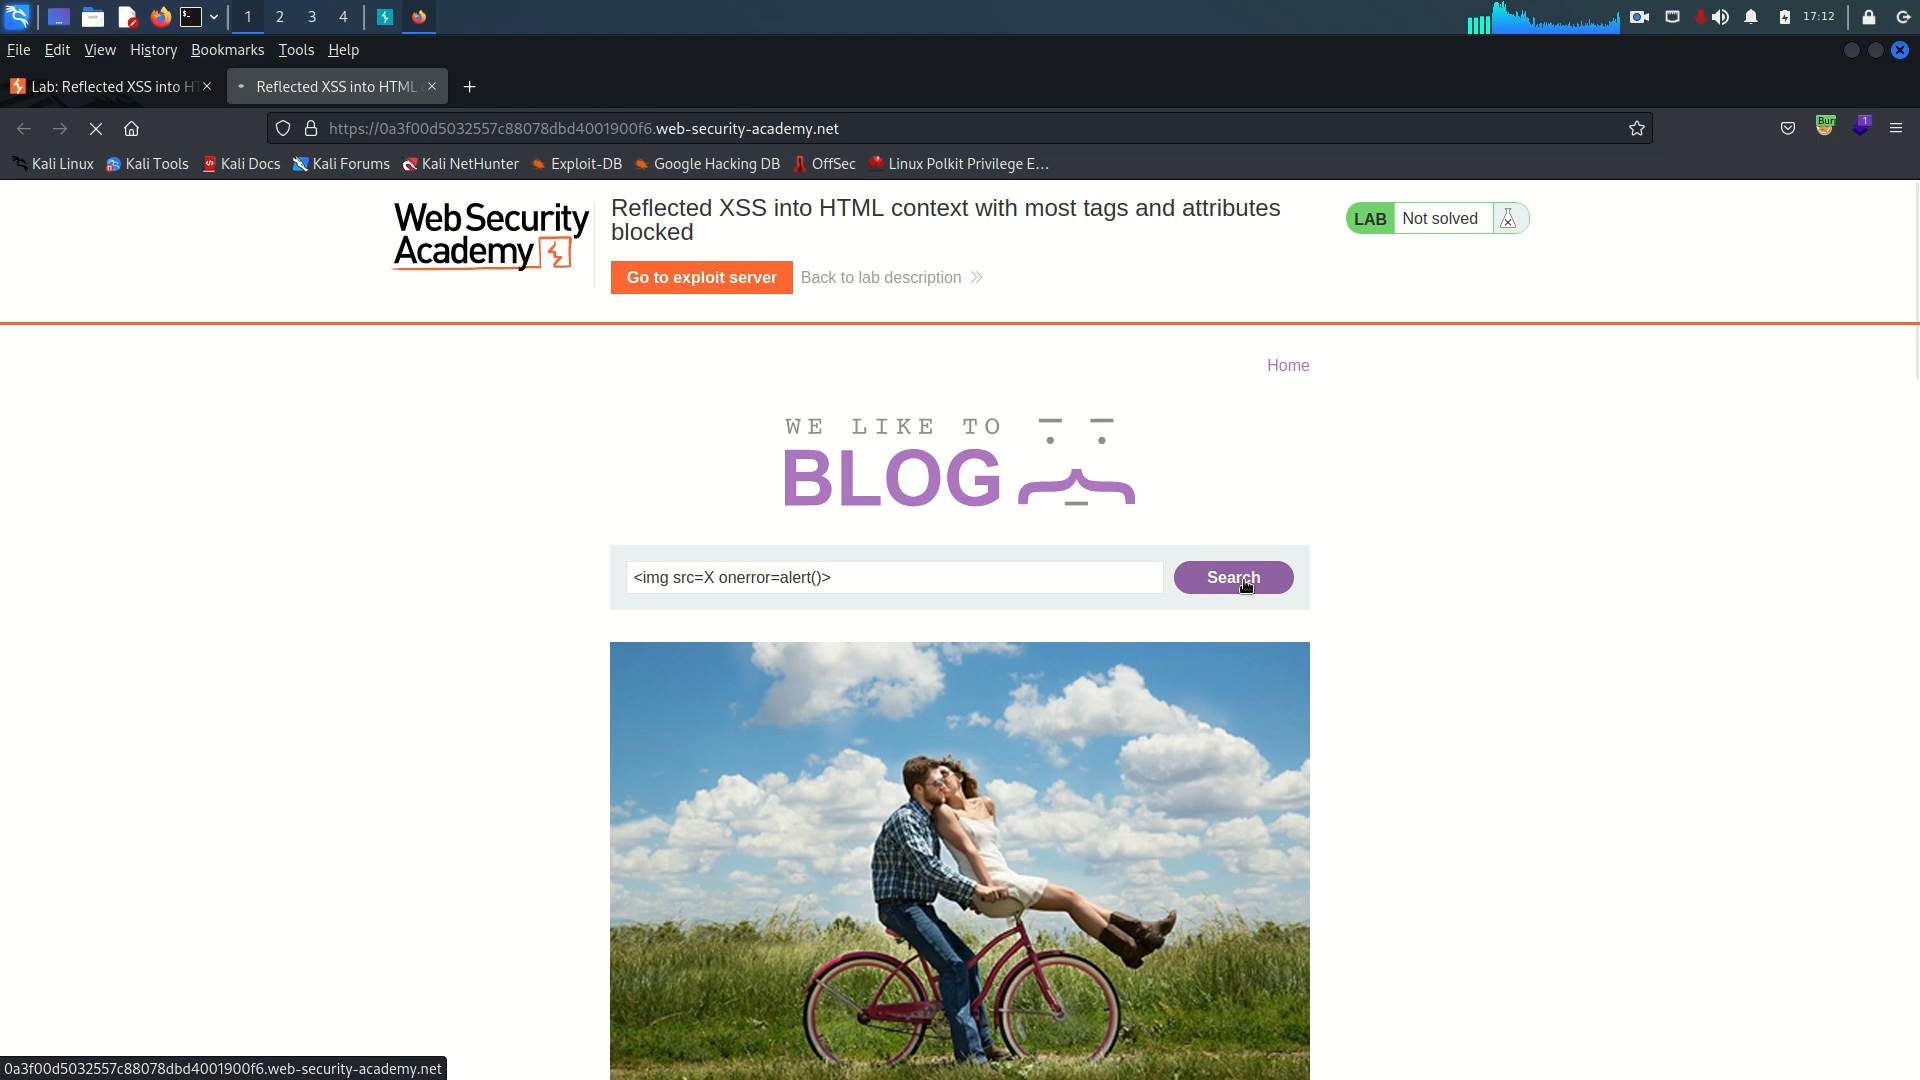 1 2 3 4 17:12
File Edit View History Bookmarks Tools Help
Lab: Reflected XSS into HT Reflected XSS into HTML
https://0a3f00d5032557c88078dbd4001900f6.web-security-academy.net
Burp 1
Kali Linux Kali Tools Kali Docs Kali Forums Kali NetHunter Exploit-DB Google Hacking DB OffSec Linux Polkit Privilege E...
Web Security
Academy
Reflected XSS into HTML context with most tags and attributes
blocked
LAB Not solved
Go to exploit server Back to lab description
Home
WE LIKE TO
BLOG
<img src=X onerror=alert()> Search
0a3f00d5032557c88078dbd4001900f6.web-security-academy.net